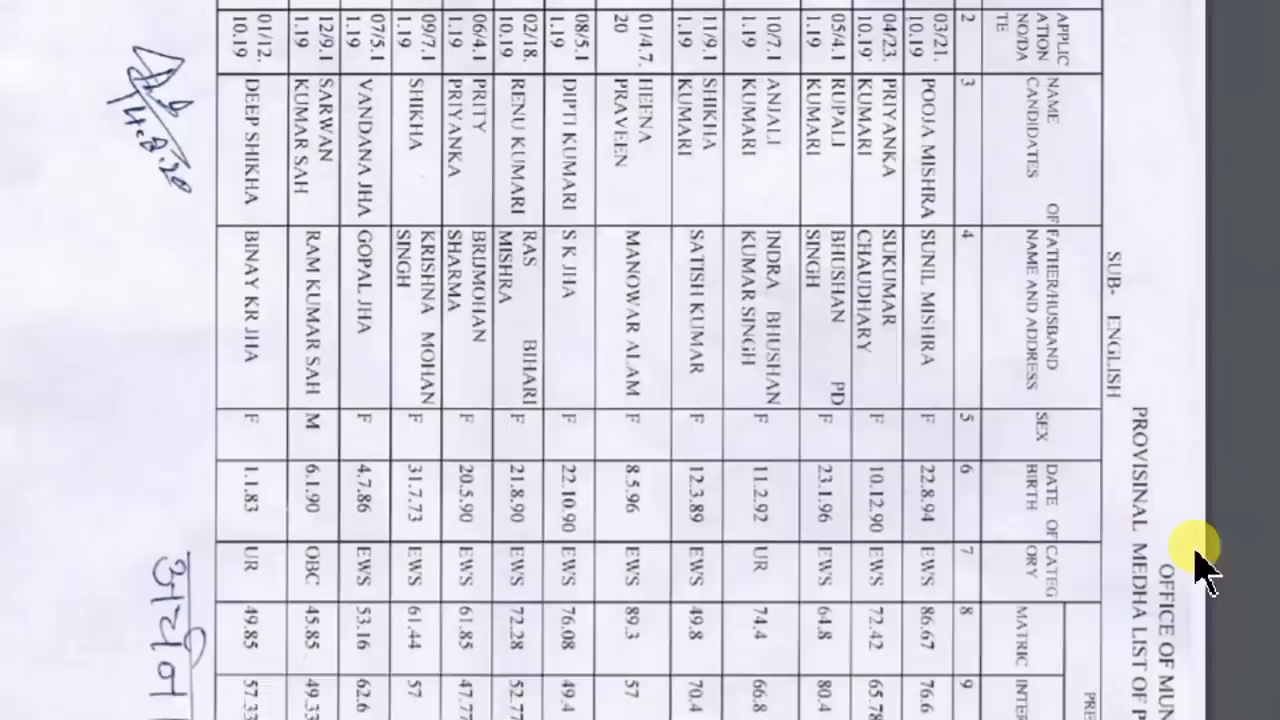 OFFICE OF MUN
PROVISINAL MEDHA LIST OF P
SUB- ENGLISH
PRE
APPLIC ATION NO/DA TE NAME OF CANDIDATES FATHER/HUSBAND NAME AND ADDRESS SEX DATE OF BIRTH CATEG ORY MATRIC INTER
2 3 4 5 6 7 8 9
03/21. 10.19 POOJA MISHRA SUNIL MISHRA F 22.8.94 EWS 86.67 76.6
04/23. 10.19 PRIYANKA KUMARI SUKUMAR CHAUDHARY F 10.12.90 EWS 72.42 65.78
05/4.1 1.19 RUPALI KUMARI BHUSHAN PD SINGH F 23.1.96 EWS 64.8 80.4
10/7.1 1.19 ANJALI KUMARI INDRA BHUSHAN KUMAR SINGH F 11.2.92 UR 74.4 66.8
11/9.1 1.19 SHIKHA KUMARI SATISH KUMAR F 12.3.89 EWS 49.8 70.4
01/4.7. 20 HEENA PRAVEEN MANOWAR ALAM F 8.5.96 EWS 89.3 57
08/5.1 1.19 DIPTI KUMARI S K JHA F 22.10.90 EWS 76.08 49.4
02/18. 10.19 RENU KUMARI RAS BIHARI MISHRA F 21.8.90 EWS 72.28 52.77
06/4.1 1.19 PRITY PRIYANKA BRIJMOHAN SHARMA F 20.5.90 EWS 61.85 47.77
09/7.1 1.19 SHIKHA KRISHNA MOHAN SINGH F 31.7.73 EWS 61.44 57
07/5.1 1.19 VANDANA JHA GOPAL JHA F 4.7.86 EWS 53.16 62.6
12/9.1 1.19 SARWAN KUMAR SAH RAM KUMAR SAH M 6.1.90 OBC 45.85 49.33
01/12. 10.19 DEEP SHIKHA BINAY KR JHA F 1.1.83 UR 49.85 57.33